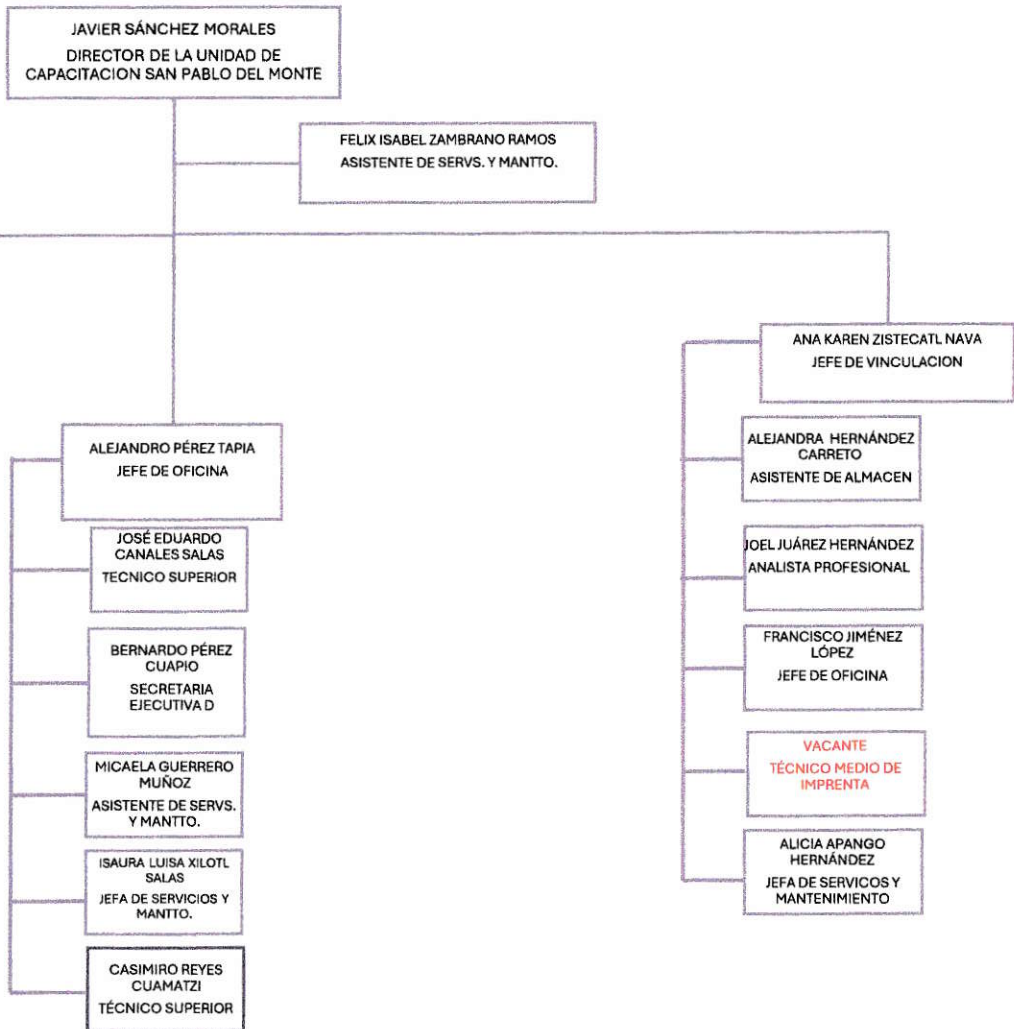 JAVIER SÁNCHEZ MORALES
DIRECTOR DE LA UNIDAD DE
CAPACITACION SAN PABLO DEL MONTE
FELIX ISABEL ZAMBRANO RAMOS
ASISTENTE DE SERVS. Y MANTTO.
ALEJANDRO PÉREZ TAPIA
JEFE DE OFICINA
JOSÉ EDUARDO
CANALES SALAS
TECNICO SUPERIOR
BERNARDO PÉREZ
CUAPIO
SECRETARIA
EJECUTIVA D
MICAELA GUERRERO
MUÑOZ
ASISTENTE DE SERVS.
Y MANTTO.
ISAURA LUISA XILOTL
SALAS
JEFA DE SERVICIOS Y
MANTTO.
CASIMIRO REYES
CUAMATZI
TÉCNICO SUPERIOR
ANA KAREN ZISTECATL NAVA
JEFE DE VINCULACION
ALEJANDRA HERNÁNDEZ
CARRETO
ASISTENTE DE ALMACEN
JOEL JUÁREZ HERNÁNDEZ
ANALISTA PROFESIONAL
FRANCISCO JIMÉNEZ
LÓPEZ
JEFE DE OFICINA
VACANTE
TÉCNICO MEDIO DE
IMPRENTA
ALICIA APANGO
HERNÁNDEZ
JEFA DE SERVICOS Y
MANTENIMIENTO